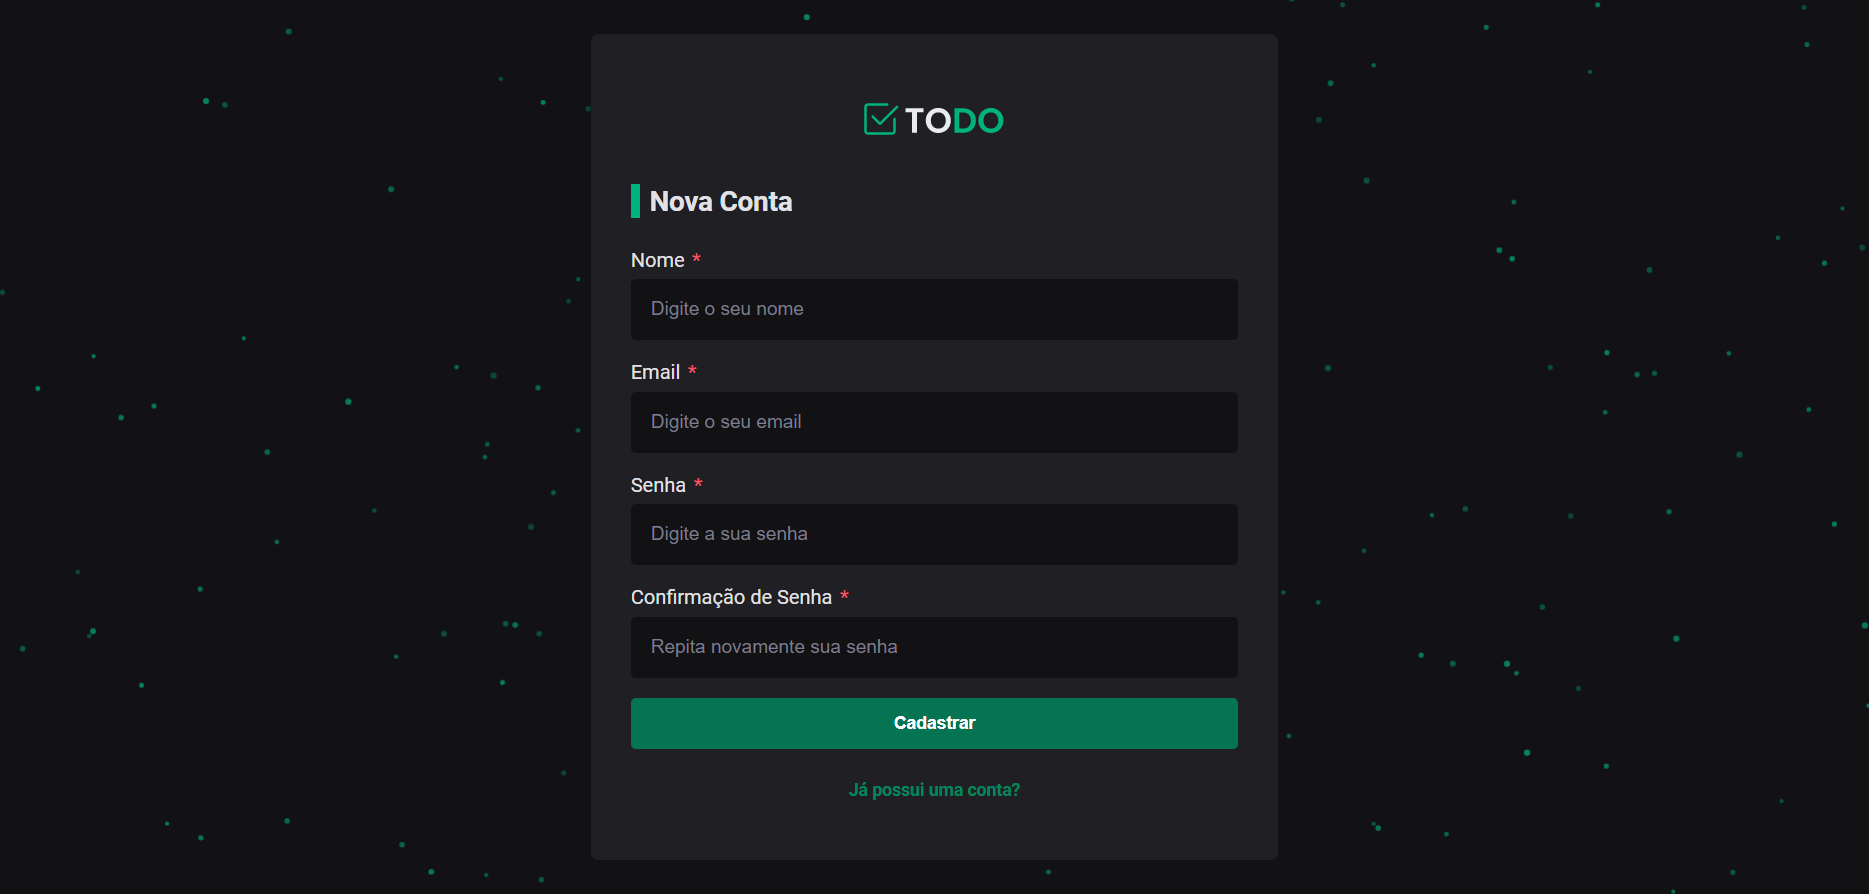 TODO
Nova Conta
Nome *
Digite o seu nome
Email *
Digite o seu email
Senha *
Digite a sua senha
Confirmação de Senha *
Repita novamente sua senha
Cadastrar
Já possui uma conta?